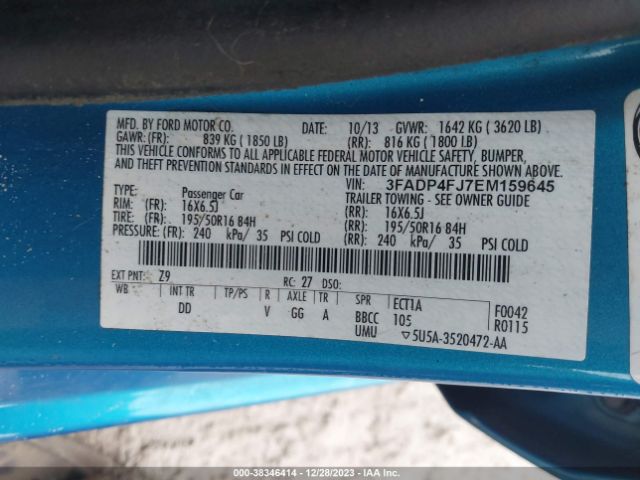 MFD. BY FORD MOTOR CO. DATE: 10/13 GVWR: 1642 KG ( 3620 LB)
GAWR:(FR): 839 KG ( 1850 LB) (RR): 816 KG ( 1800 LB)
THIS VEHICLE CONFORMS TO ALL APPLICABLE FEDERAL MOTOR VEHICLE SAFETY, BUMPER,
AND THEFT PREVENTION STANDARDS IN EFFECT ON THE DATE OF MANUFACTURE SHOWN ABOVE.
VIN: 3FADP4FJ7EM159645
TYPE: Passenger Car TRAILER TOWING - SEE OWNER GUIDE
RIM: (FR): 16X6.5J (RR): 16X6.5J
TIRE: (FR): 195/50R16 84H (RR): 195/50R16 84H
PRESSURE: (FR): 240 kPa/ 35 PSI COLD (RR): 240 kPa/ 35 PSI COLD
EXT PNT: Z9 RC: 27 DSO:
WB INT TR TP/PS R AXLE TR SPR ECT1A F0042
DD V GG A BBCC 105 R0115
UMU ▽5U5A-3520472-AA
000-38346414 — 12/28/2023 — IAA Inc.